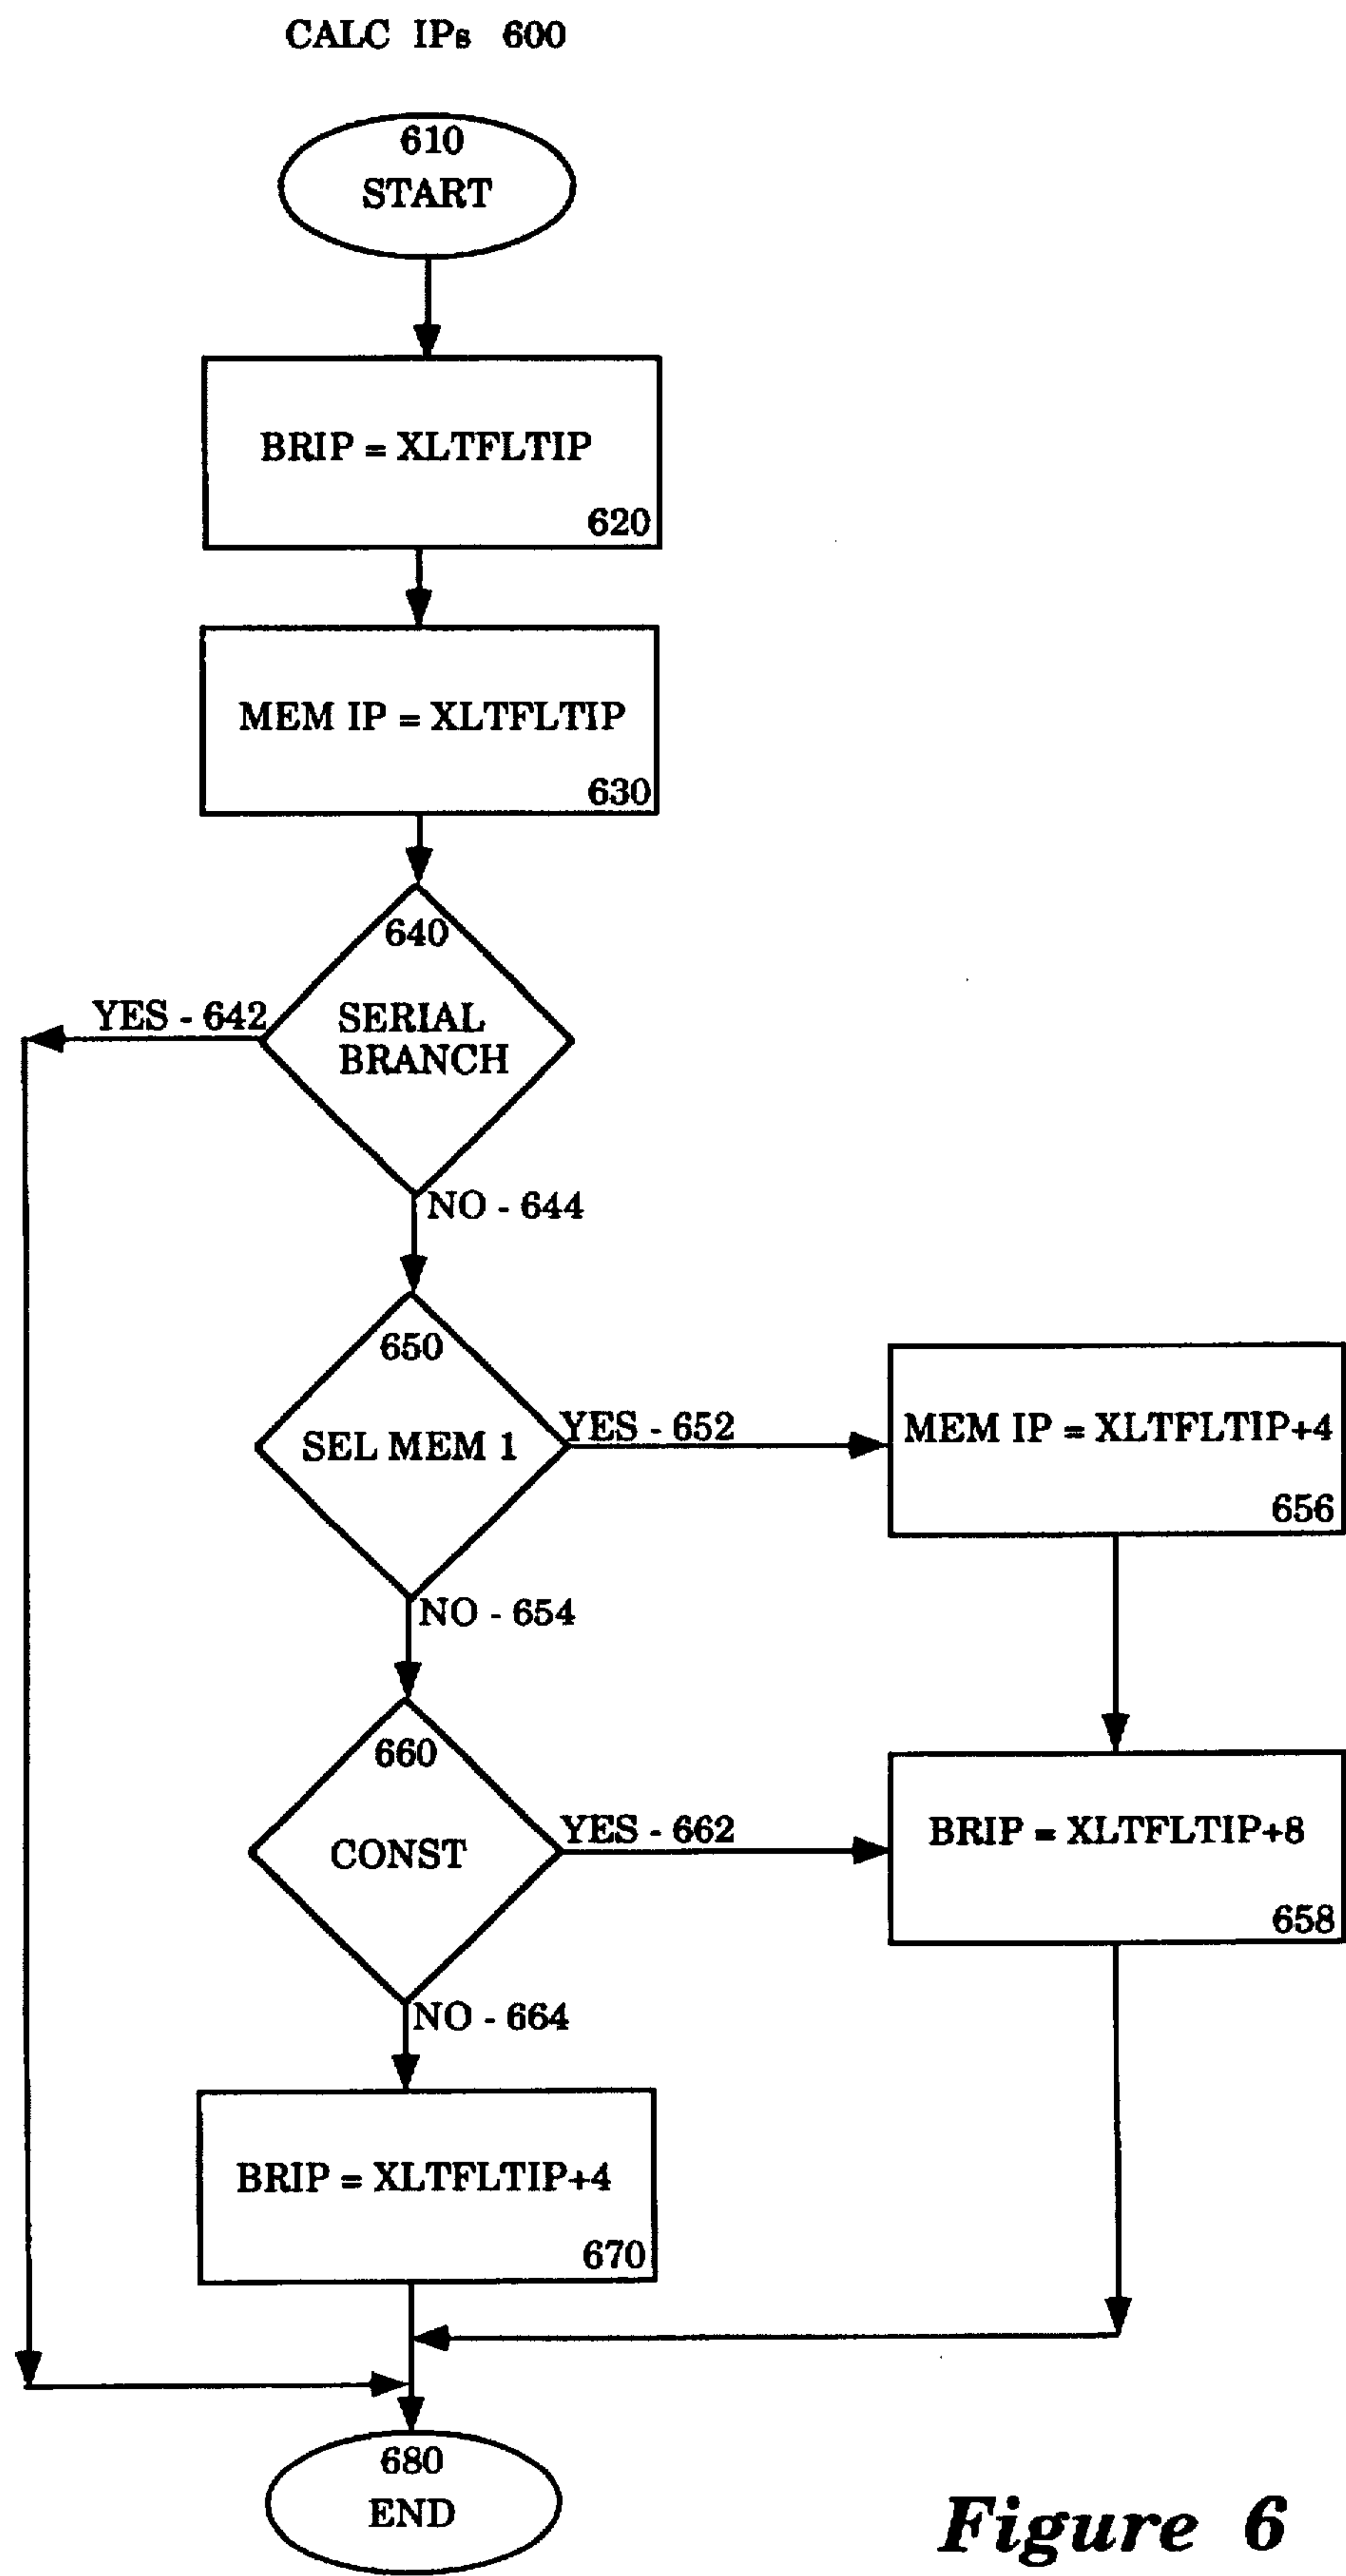 CALC IPs 600
610
START
BRIP = XLTFLTIP
620
MEM IP = XLTFLTIP
630
640
YES - 642
SERIAL
BRANCH
NO - 644
650
SEL MEM 1
YES - 652
MEM IP = XLTFLTIP+4
656
NO - 654
660
CONST
YES - 662
BRIP = XLTFLTIP+8
658
NO - 664
BRIP = XLTFLTIP+4
670
680
END
Figure 6